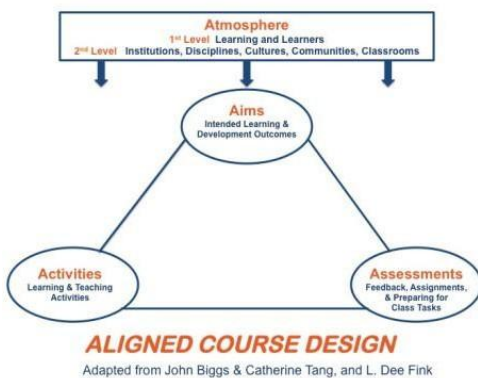 Atmosphere
1st Level Learning and Learners
2nd Level Institutions, Disciplines, Cultures, Communities, Classrooms
Aims
Intended Learning &
Development Outcomes
Activities
Learning & Teaching
Activities
Assessments
Feedback, Assignments,
& Preparing for
Class Tasks
ALIGNED COURSE DESIGN
Adapted from John Biggs & Catherine Tang, and L. Dee Fink